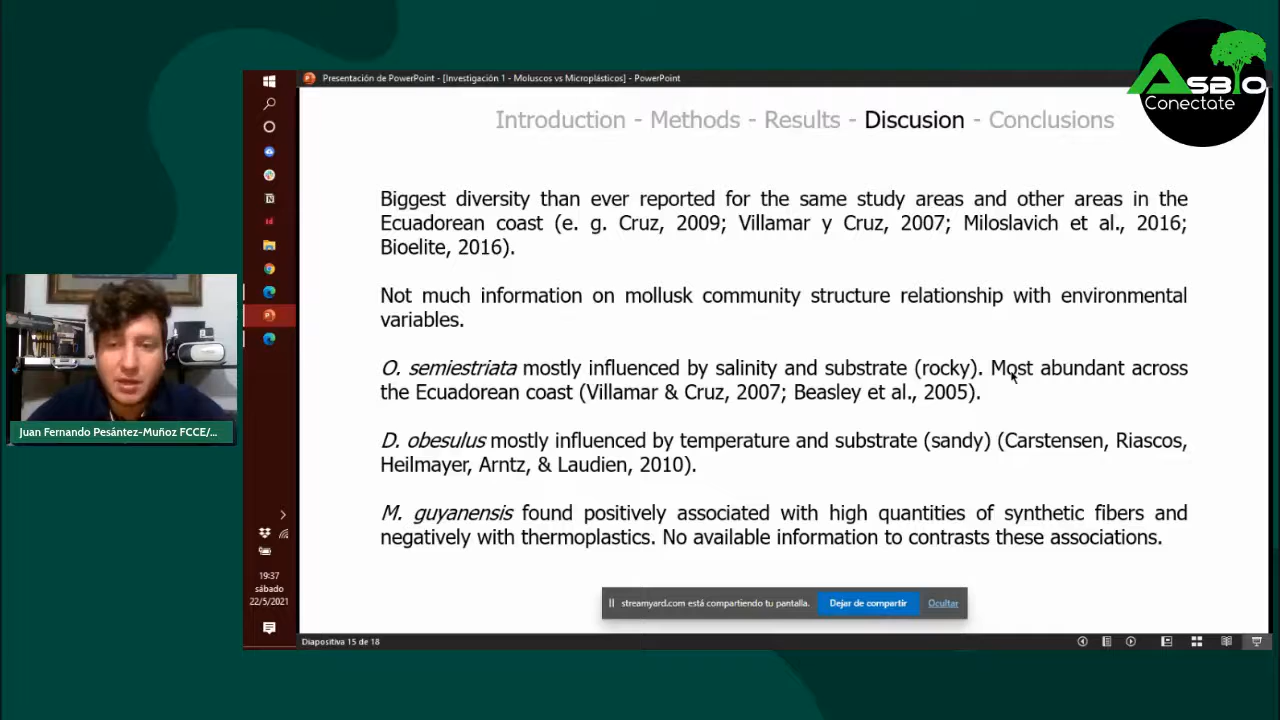 Presentación de PowerPoint - [Investigación 1 - Moluscos vs Microplásticos] - PowerPoint
Asbio
Conectate
Introduction - Methods - Results - Discusion - Conclusions
Biggest diversity than ever reported for the same study areas and other areas in the
Ecuadorean coast (e. g. Cruz, 2009; Villamar y Cruz, 2007; Miloslavich et al., 2016;
Bioelite, 2016).
Not much information on mollusk community structure relationship with environmental
variables.
O. semiestriata mostly influenced by salinity and substrate (rocky). Most abundant across
the Ecuadorean coast (Villamar & Cruz, 2007; Beasley et al., 2005).
D. obesulus mostly influenced by temperature and substrate (sandy) (Carstensen, Riascos,
Heilmayer, Arntz, & Laudien, 2010).
M. guyanensis found positively associated with high quantities of synthetic fibers and
negatively with thermoplastics. No available information to contrasts these associations.
Juan Fernando Pesántez-Muñoz FCCE/...
19:37
sábado
22/5/2021
streamyard.com está compartiendo tu pantalla.
Dejar de compartir
Ocultar
Diapositiva 15 de 18